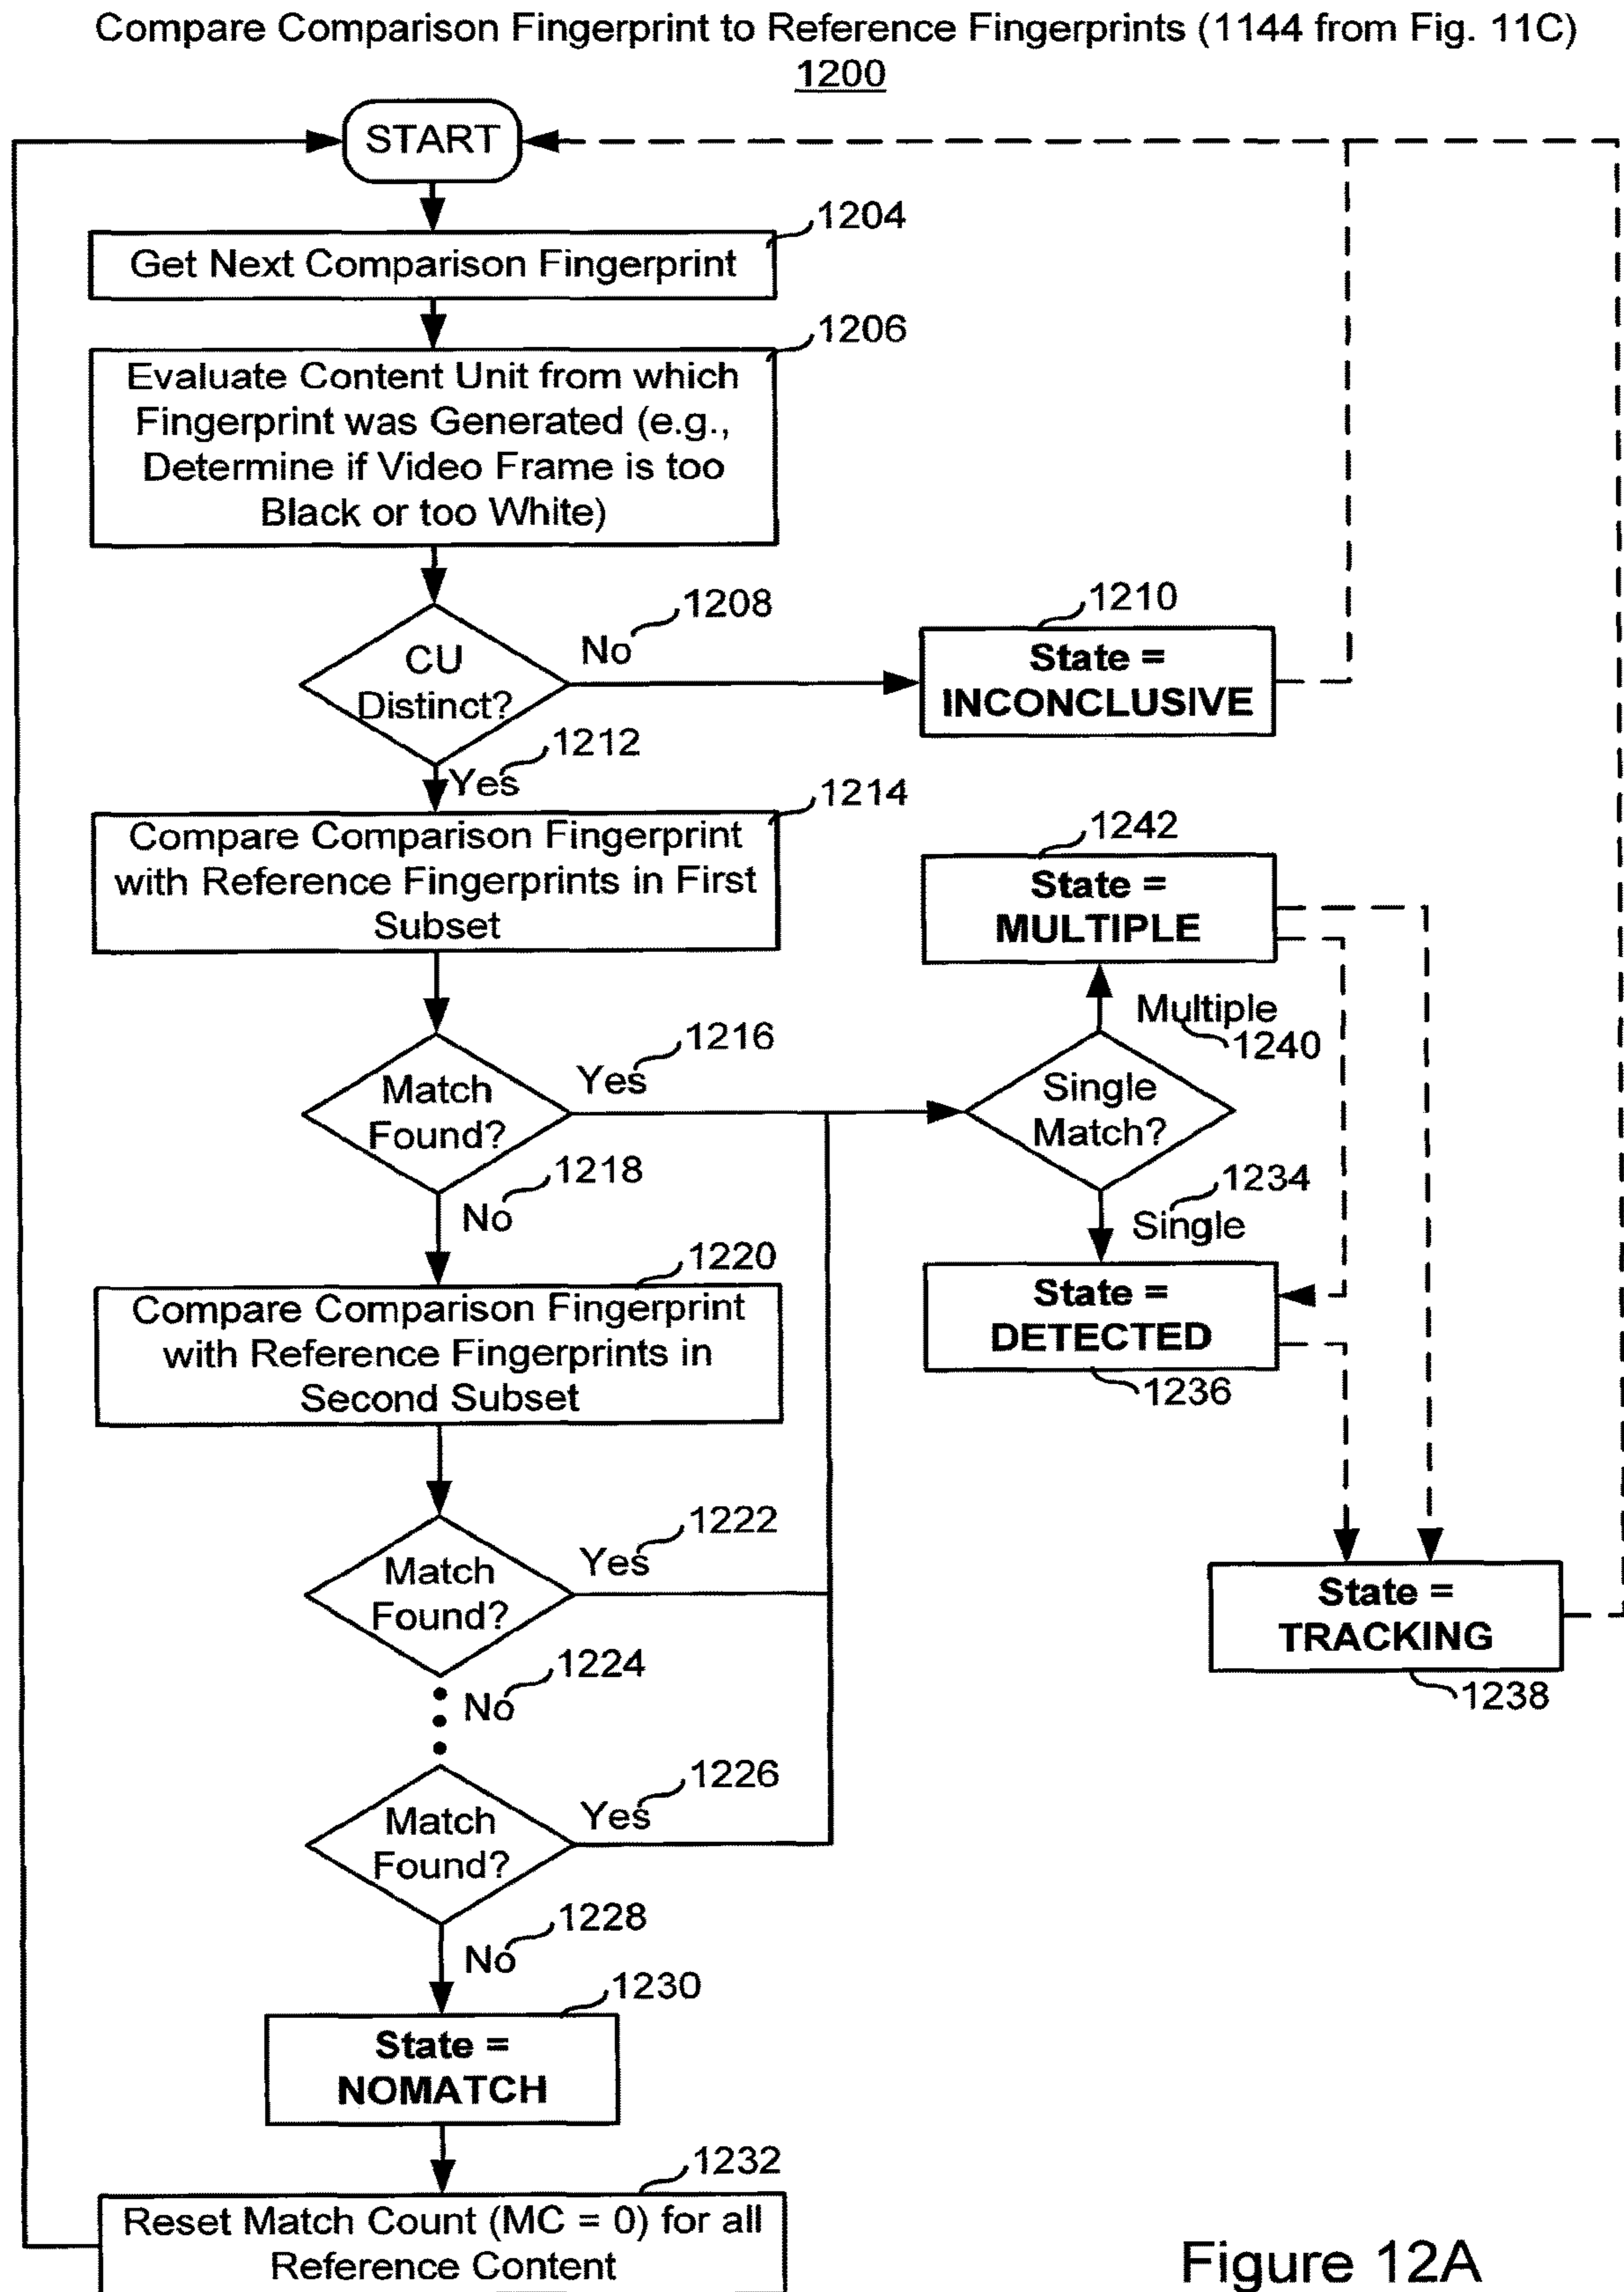 Compare Comparison Fingerprint to Reference Fingerprints (1144 from Fig. 11C)
1200
START
1204
Get Next Comparison Fingerprint
1206
Evaluate Content Unit from which
Fingerprint was Generated (e.g.,
Determine if Video Frame is too
Black or too White)
1208
No
CU
Distinct?
1210
State =
INCONCLUSIVE
1212
Yes
1214
Compare Comparison Fingerprint
with Reference Fingerprints in First
Subset
1242
State =
MULTIPLE
Multiple
1240
1216
Yes
Match
Found?
Single
Match?
1218
No
1234
Single
1220
Compare Comparison Fingerprint
with Reference Fingerprints in
Second Subset
State =
DETECTED
1236
1222
Yes
Match
Found?
State =
TRACKING
1238
1224
No
1226
Yes
Match
Found?
1228
No
1230
State =
NOMATCH
1232
Reset Match Count (MC = 0) for all
Reference Content
Figure 12A